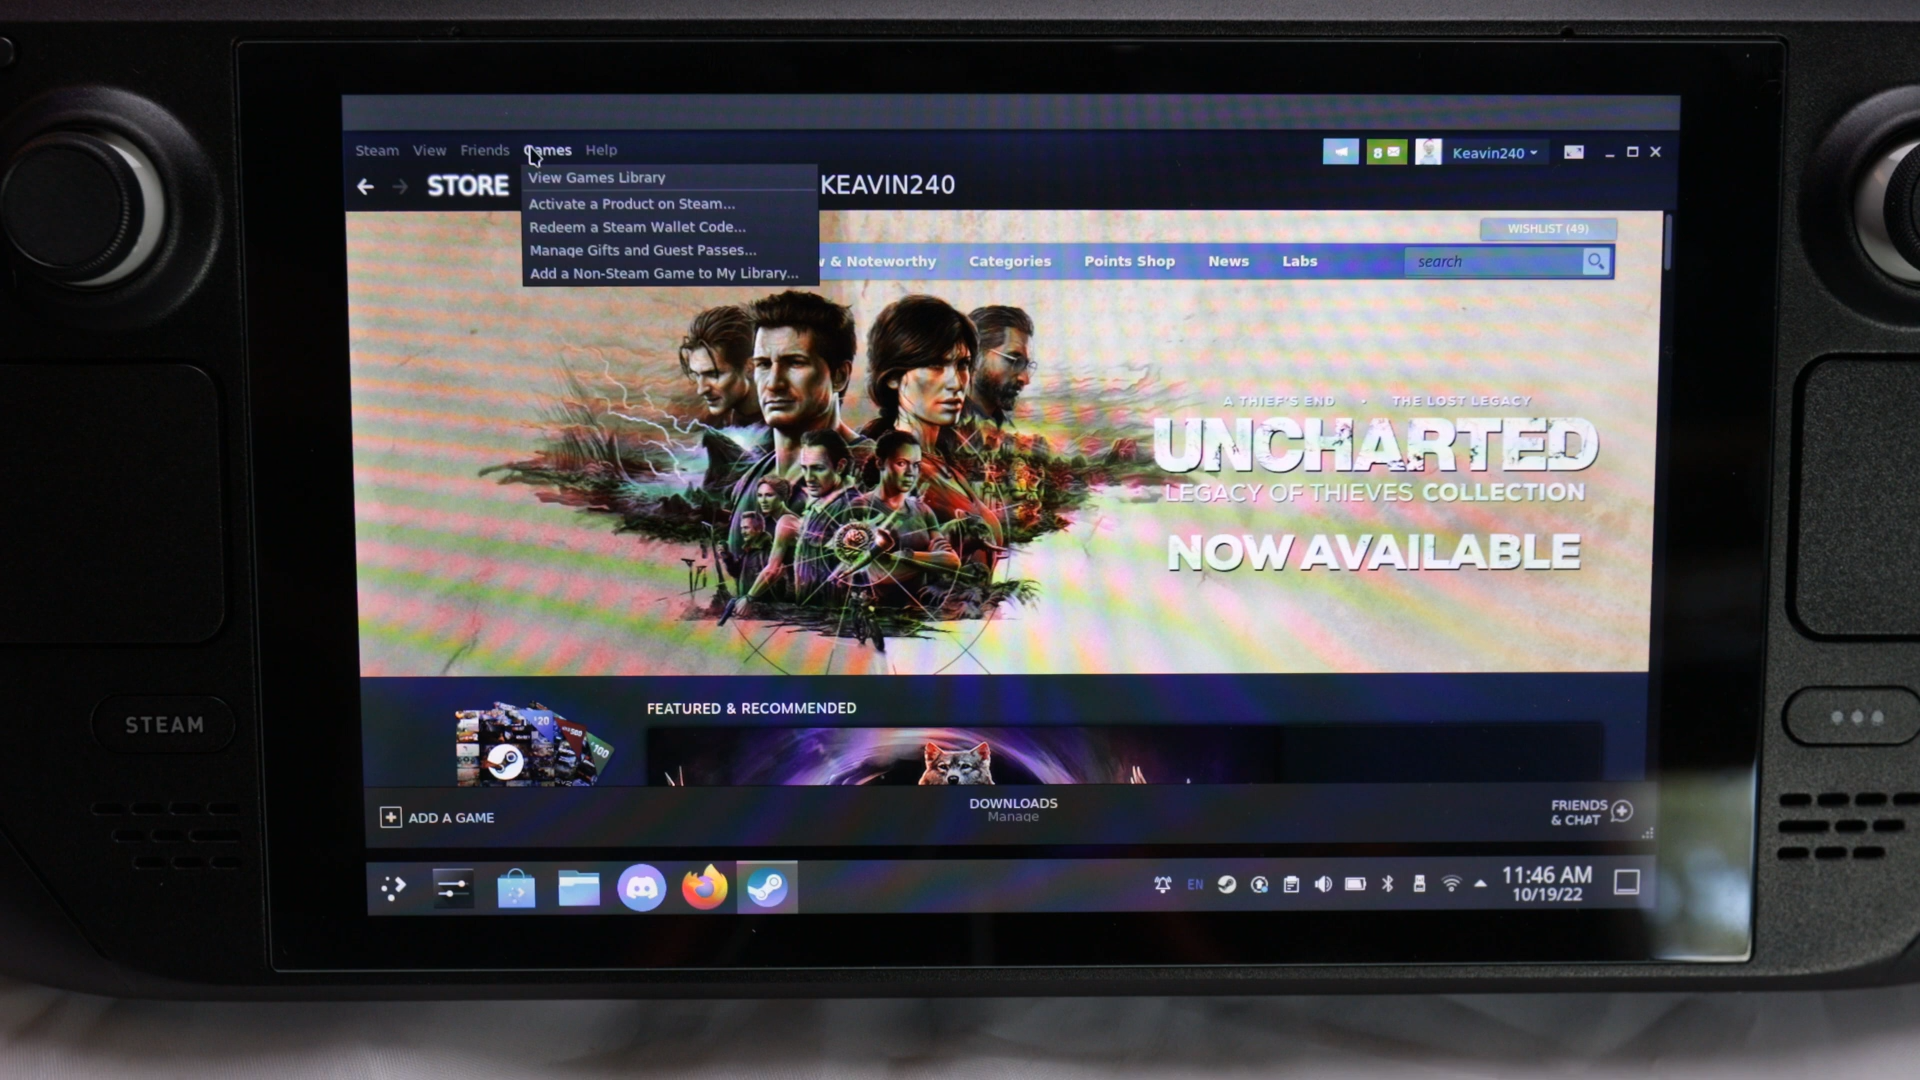 Steam View Friends Games Help
8 Keavin240
STORE KEAVIN240
View Games Library
Activate a Product on Steam...
Redeem a Steam Wallet Code...
Manage Gifts and Guest Passes...
Add a Non-Steam Game to My Library...
WISHLIST (49)
& Noteworthy Categories Points Shop News Labs search
A THIEF'S END • THE LOST LEGACY
UNCHARTED
LEGACY OF THIEVES COLLECTION
NOW AVAILABLE
FEATURED & RECOMMENDED
$20
$100
STEAM
ADD A GAME
DOWNLOADS
Manage
FRIENDS
& CHAT
EN
11:46 AM
10/19/22